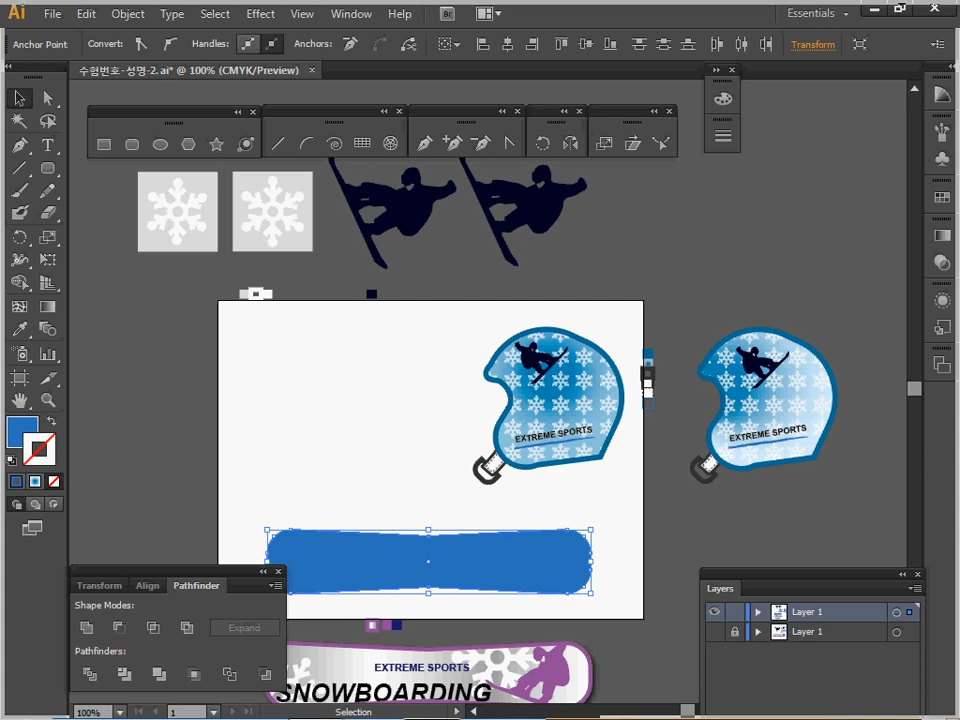 Ai File Edit Object Type Select Effect View Window Help Br Essentials
Anchor Point Convert: Handles: Anchors: Transform
수험번호-성명-2.ai* @ 100% (CMYK/Preview)
EXTREME SPORTS
EXTREME SPORTS
Transform Align Pathfinder
Shape Modes:
Expand
Pathfinders:
Layers
Layer 1
Layer 1
EXTREME SPORTS
SNOWBOARDING
100% 1 Selection